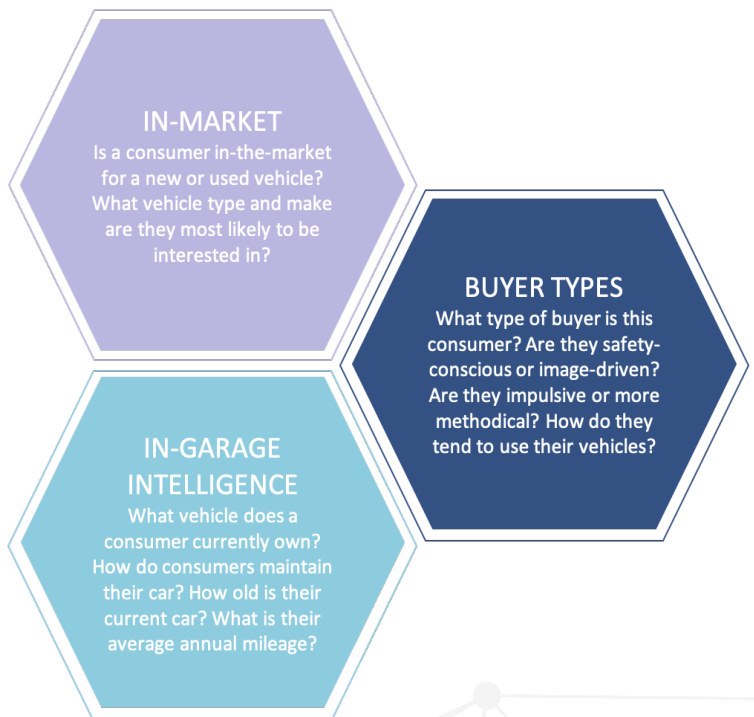 IN-MARKET
Is a consumer in-the-market
for a new or used vehicle?
What vehicle type and make
are they most likely to be
interested in?
BUYER TYPES
What type of buyer is this
consumer? Are they safety-
conscious or image-driven?
Are they impulsive or more
methodical? How do they
tend to use their vehicles?
IN-GARAGE
INTELLIGENCE
What vehicle does a
consumer currently own?
How do consumers maintain
their car? How old is their
current car? What is their
average annual mileage?